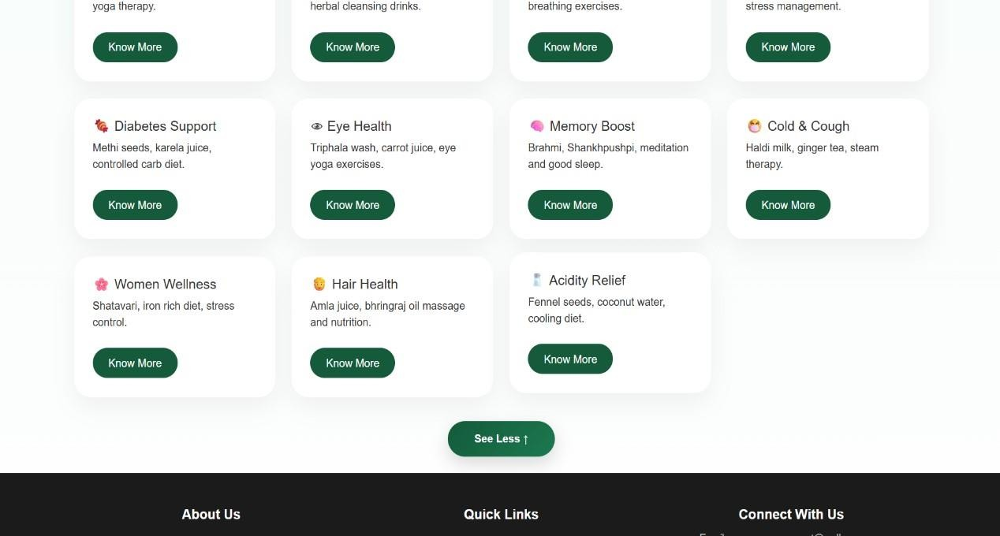 yoga therapy.
herbal cleansing drinks.
breathing exercises.
stress management.
Know More
Know More
Know More
Know More
Diabetes Support
Methi seeds, karela juice,
controlled carb diet.
Know More
Eye Health
Triphala wash, carrot juice, eye
yoga exercises.
Know More
Memory Boost
Brahmi, Shankhpushpi, meditation
and good sleep.
Know More
Cold & Cough
Haldi milk, ginger tea, steam
therapy.
Know More
Women Wellness
Shatavari, iron rich diet, stress
control.
Know More
Hair Health
Amla juice, bhringraj oil massage
and nutrition.
Know More
Acidity Relief
Fennel seeds, coconut water,
cooling diet.
Know More
See Less ↑
About Us
Quick Links
Connect With Us